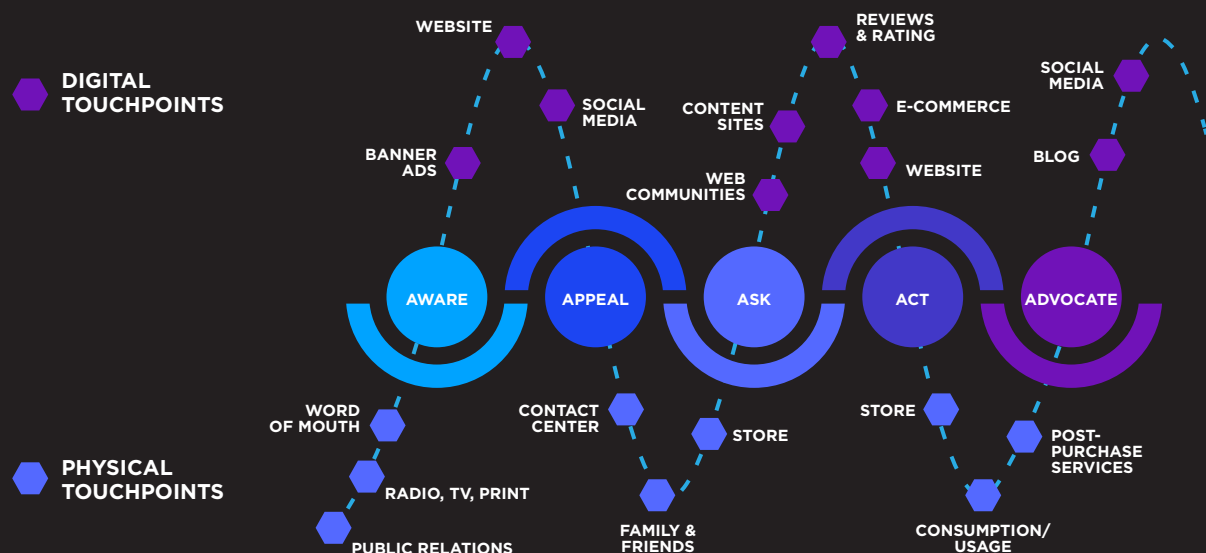 DIGITAL
TOUCHPOINTS
WEBSITE
SOCIAL
MEDIA
BANNER
ADS
REVIEWS
& RATING
CONTENT
SITES
E-COMMERCE
WEB
COMMUNITIES
WEBSITE
SOCIAL
MEDIA
BLOG
AWARE
APPEAL
ASK
ACT
ADVOCATE
PHYSICAL
TOUCHPOINTS
WORD
OF MOUTH
RADIO, TV, PRINT
PUBLIC RELATIONS
CONTACT
CENTER
FAMILY &
FRIENDS
STORE
STORE
CONSUMPTION/
USAGE
POST-
PURCHASE
SERVICES